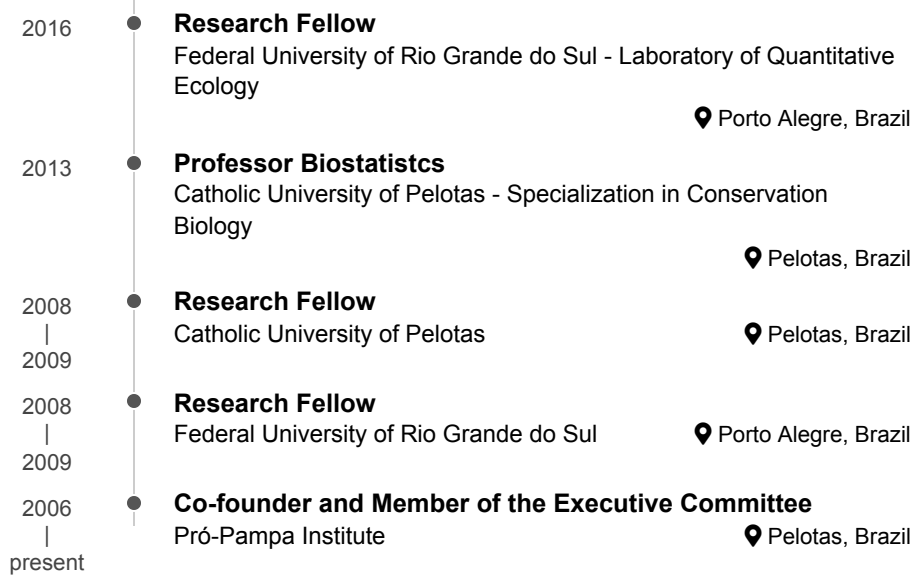 2016
Research Fellow
Federal University of Rio Grande do Sul - Laboratory of Quantitative
Ecology
Porto Alegre, Brazil
2013
Professor Biostatistcs
Catholic University of Pelotas - Specialization in Conservation
Biology
Pelotas, Brazil
2008
|
2009
Research Fellow
Catholic University of Pelotas
Pelotas, Brazil
2008
|
2009
Research Fellow
Federal University of Rio Grande do Sul
Porto Alegre, Brazil
2006
|
present
Co-founder and Member of the Executive Committee
Pró-Pampa Institute
Pelotas, Brazil